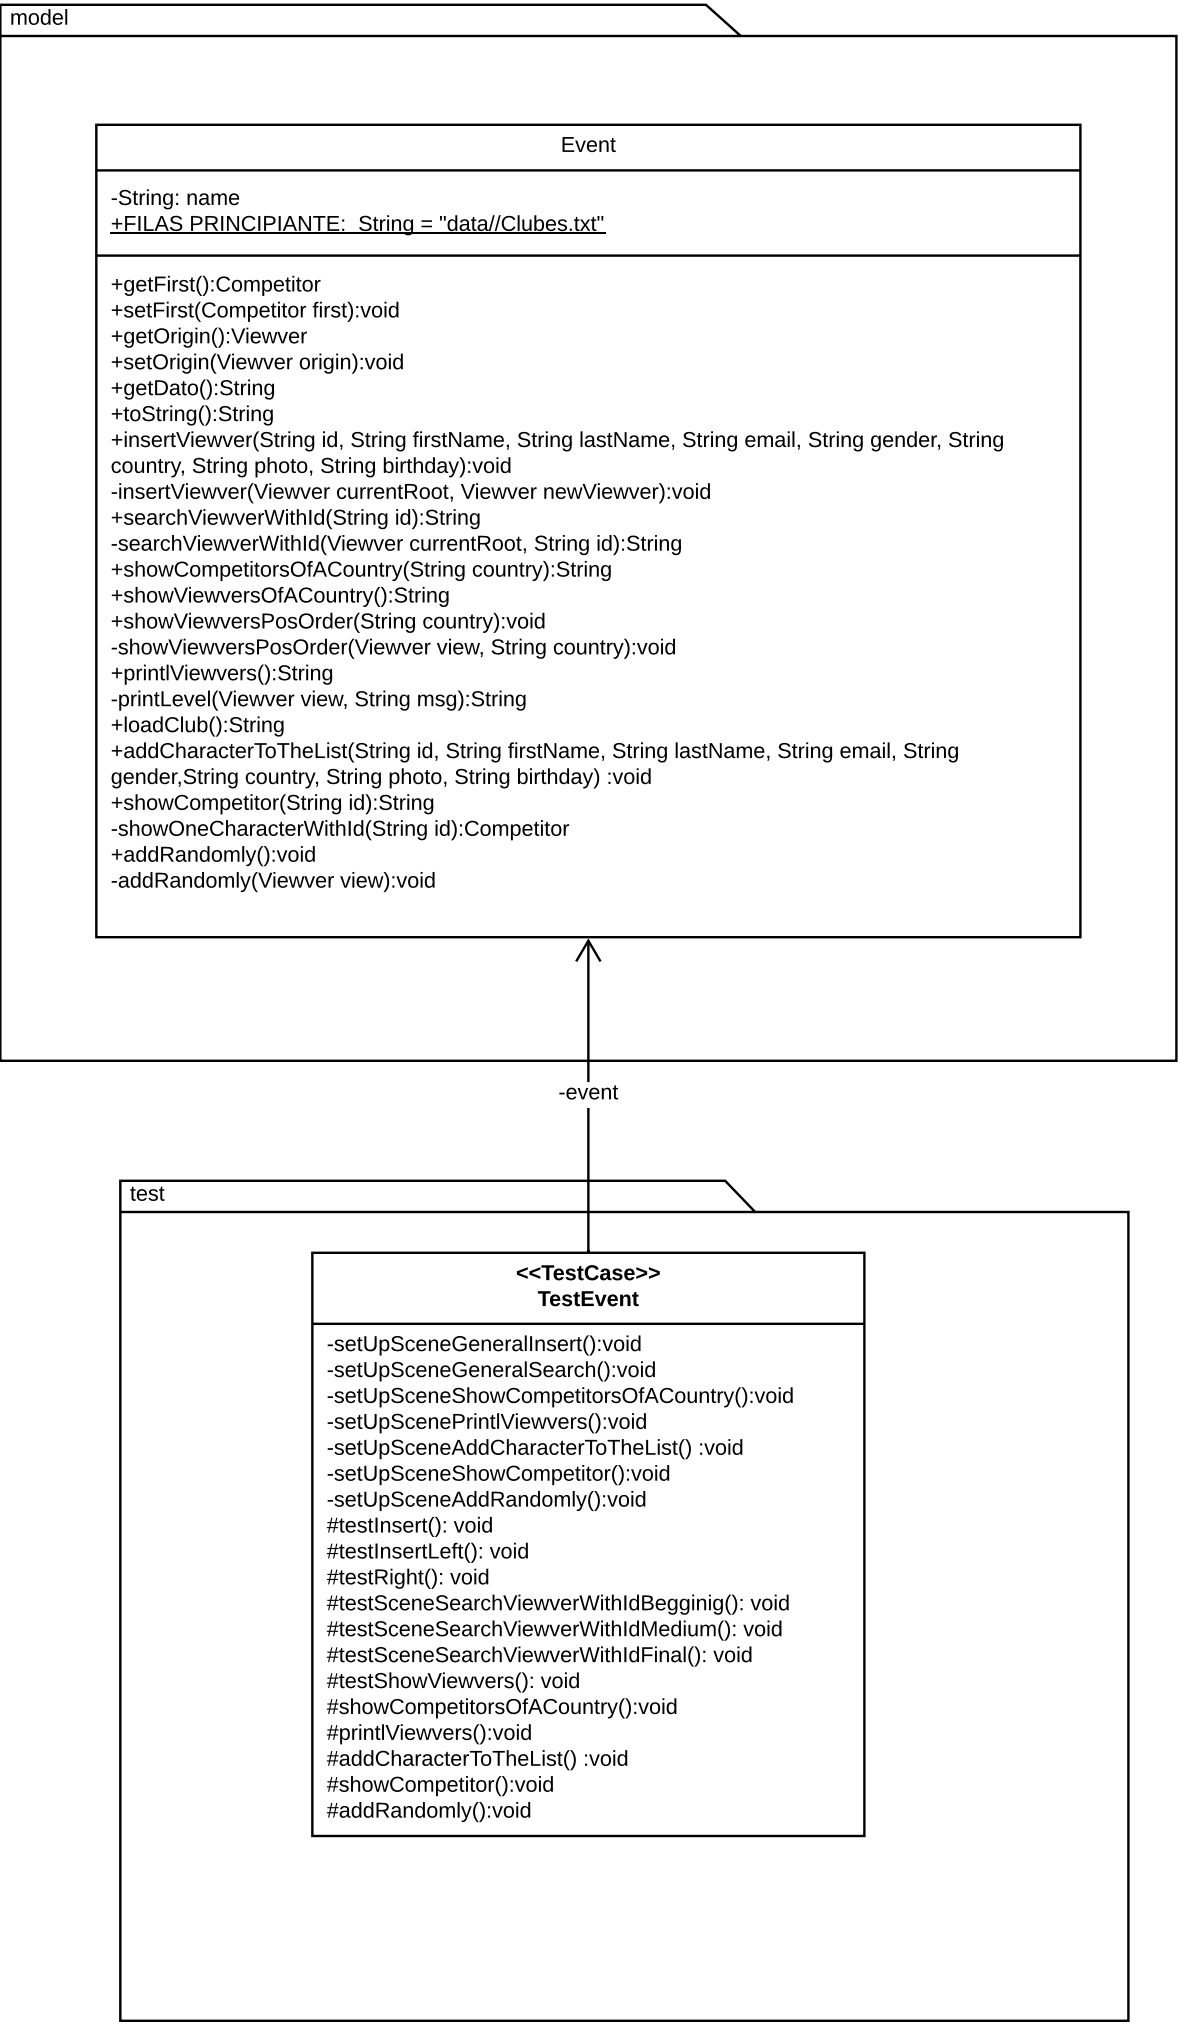 model
Event
-String: name
+FILAS PRINCIPIANTE:  String = "data//Clubes.txt"
+getFirst():Competitor
+setFirst(Competitor first):void
+getOrigin():Viewver
+setOrigin(Viewver origin):void
+getDato():String
+toString():String
+insertViewver(String id, String firstName, String lastName, String email, String gender, String
country, String photo, String birthday):void
-insertViewver(Viewver currentRoot, Viewver newViewver):void
+searchViewverWithId(String id):String
-searchViewverWithId(Viewver currentRoot, String id):String
+showCompetitorsOfACountry(String country):String
+showViewversOfACountry():String
+showViewversPosOrder(String country):void
-showViewversPosOrder(Viewver view, String country):void
+printlViewvers():String
-printLevel(Viewver view, String msg):String
+loadClub():String
+addCharacterToTheList(String id, String firstName, String lastName, String email, String
gender,String country, String photo, String birthday) :void
+showCompetitor(String id):String
-showOneCharacterWithId(String id):Competitor
+addRandomly():void
-addRandomly(Viewver view):void
-event
test
<<TestCase>>
TestEvent
-setUpSceneGeneralInsert():void
-setUpSceneGeneralSearch():void
-setUpSceneShowCompetitorsOfACountry():void
-setUpScenePrintlViewvers():void
-setUpSceneAddCharacterToTheList() :void
-setUpSceneShowCompetitor():void
-setUpSceneAddRandomly():void
#testInsert(): void
#testInsertLeft(): void
#testRight(): void
#testSceneSearchViewverWithIdBegginig(): void
#testSceneSearchViewverWithIdMedium(): void
#testSceneSearchViewverWithIdFinal(): void
#testShowViewvers(): void
#showCompetitorsOfACountry():void
#printlViewvers():void
#addCharacterToTheList() :void
#showCompetitor():void
#addRandomly():void